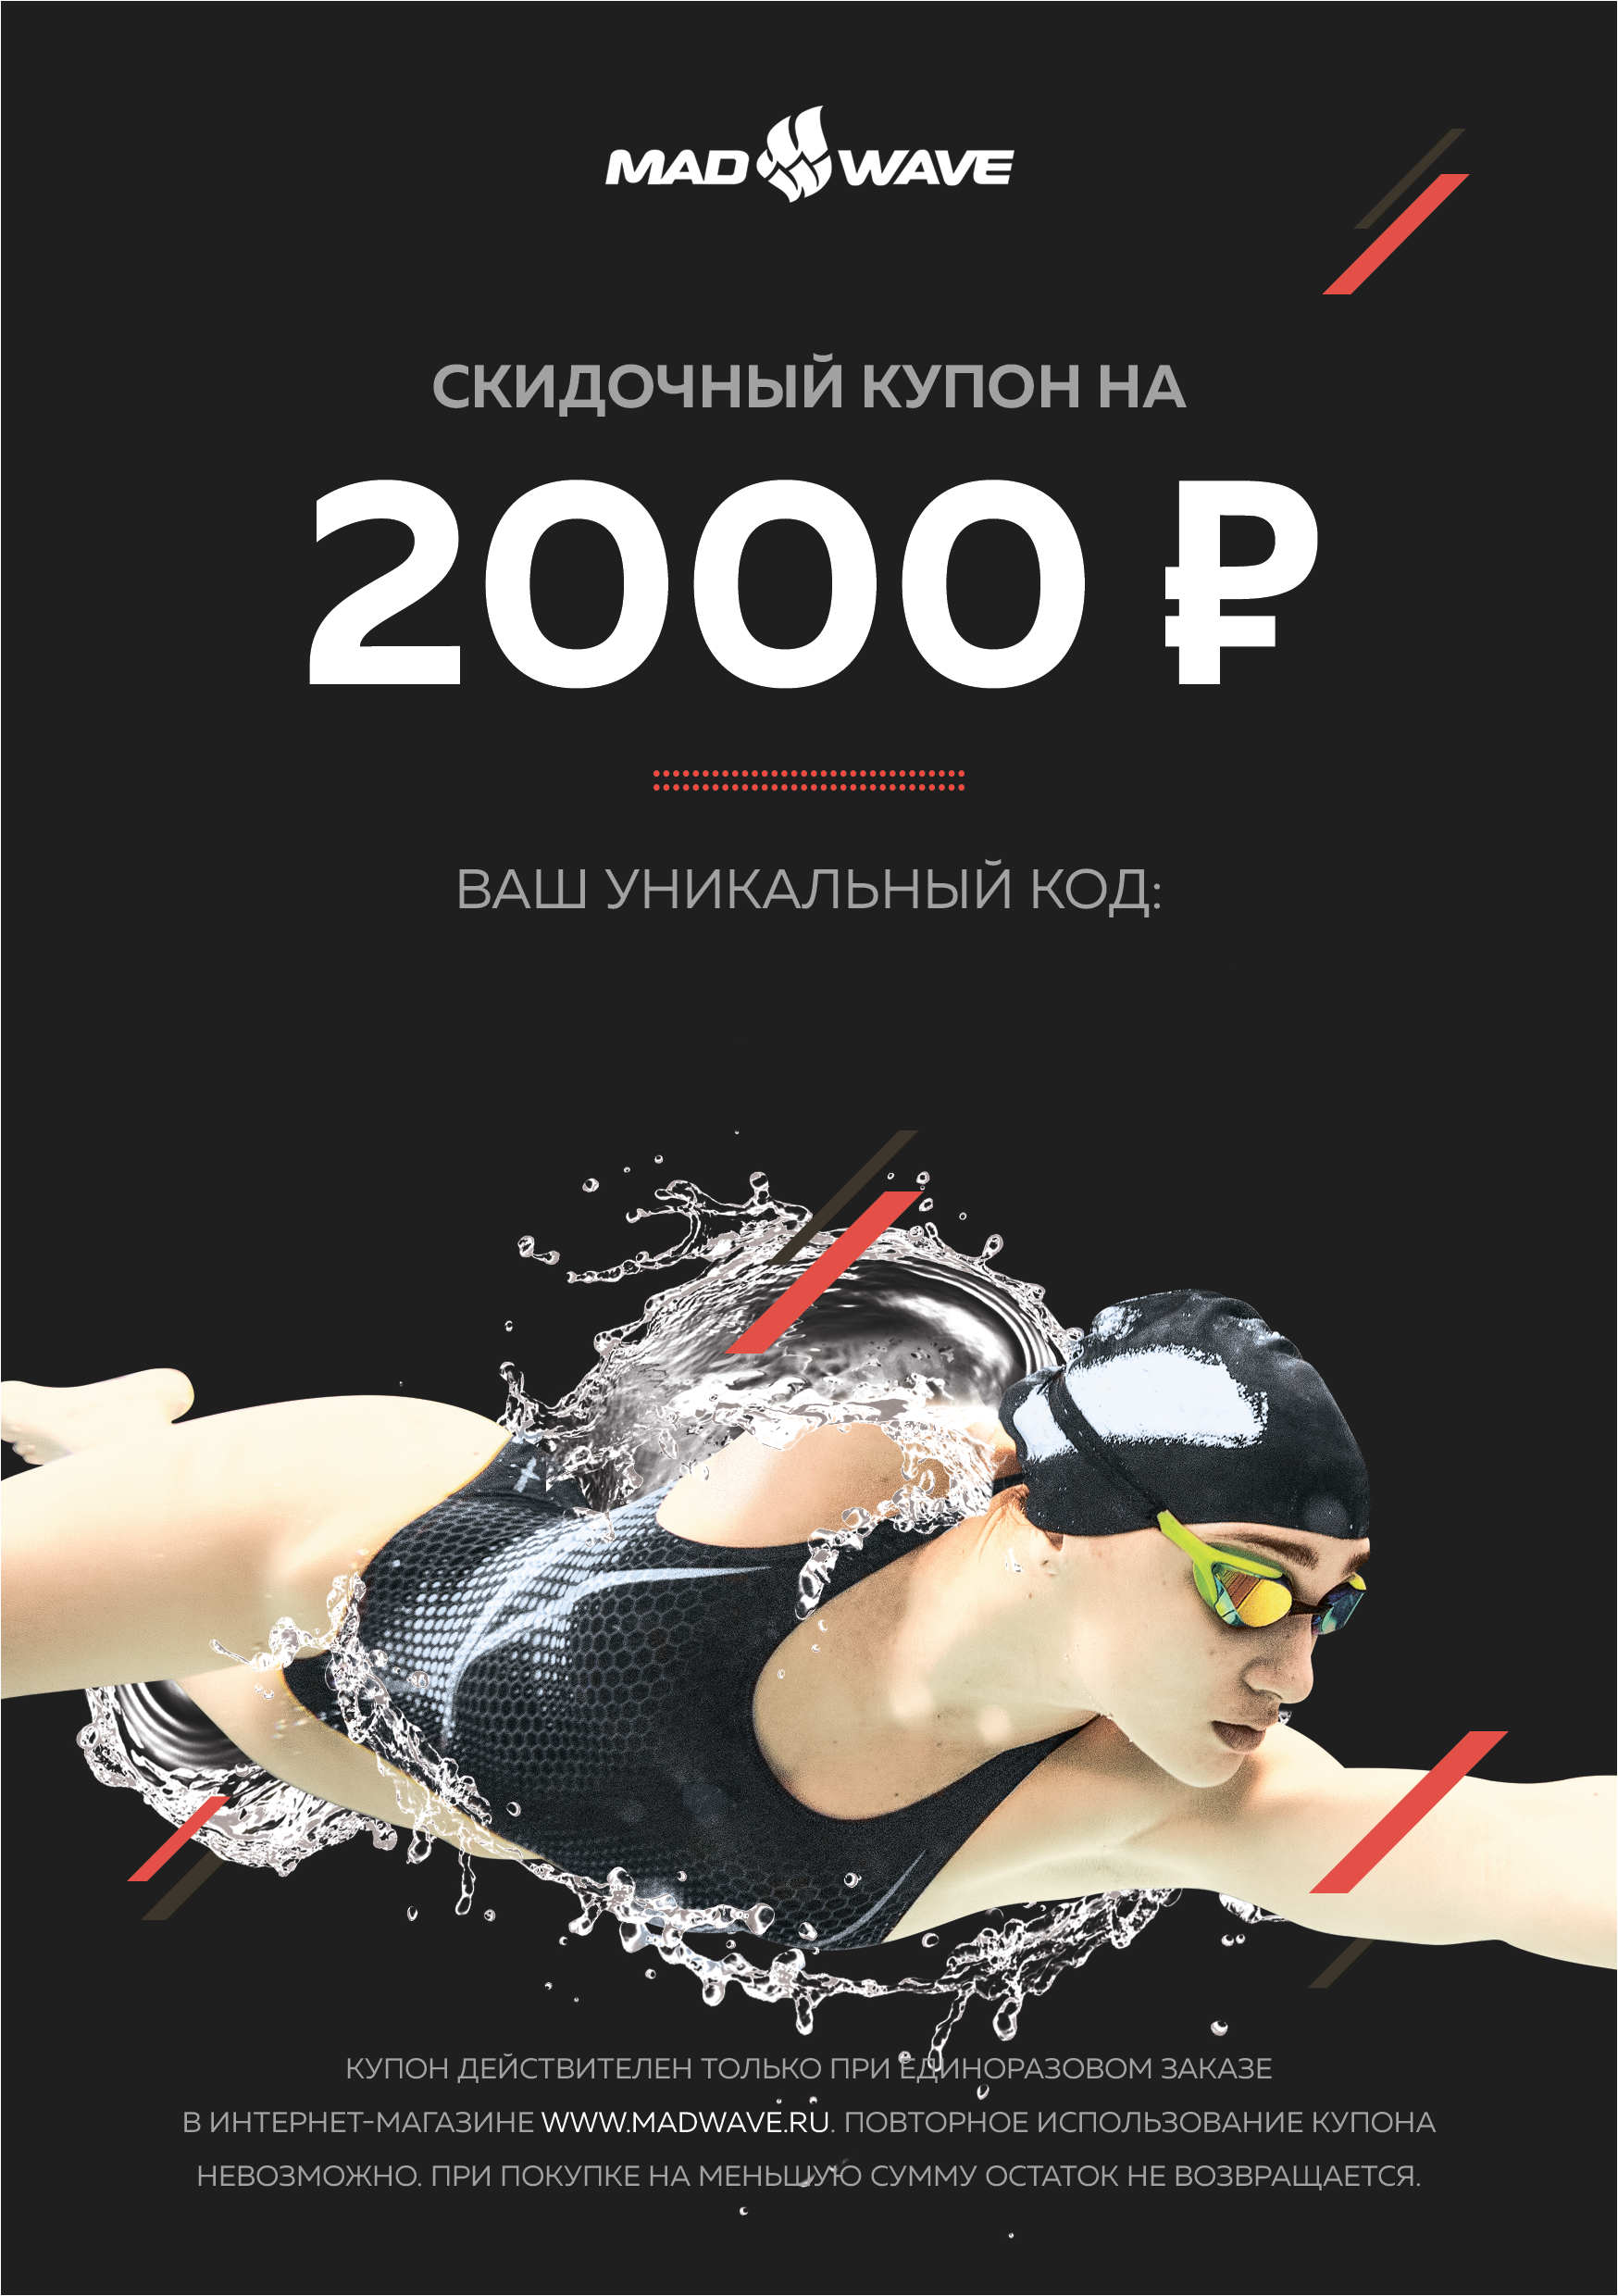 MAD WAVE
СКИДОЧНЫЙ КУПОН НА
2000 ₽
ВАШ УНИКАЛЬНЫЙ КОД:
КУПОН ДЕЙСТВИТЕЛЕН ТОЛЬКО ПРИ ЕДИНОРАЗОВОМ ЗАКАЗЕ
В ИНТЕРНЕТ-МАГАЗИНЕ WWW.MADWAVE.RU. ПОВТОРНОЕ ИСПОЛЬЗОВАНИЕ КУПОНА
НЕВОЗМОЖНО. ПРИ ПОКУПКЕ НА МЕНЬШУЮ СУММУ ОСТАТОК НЕ ВОЗВРАЩАЕТСЯ.